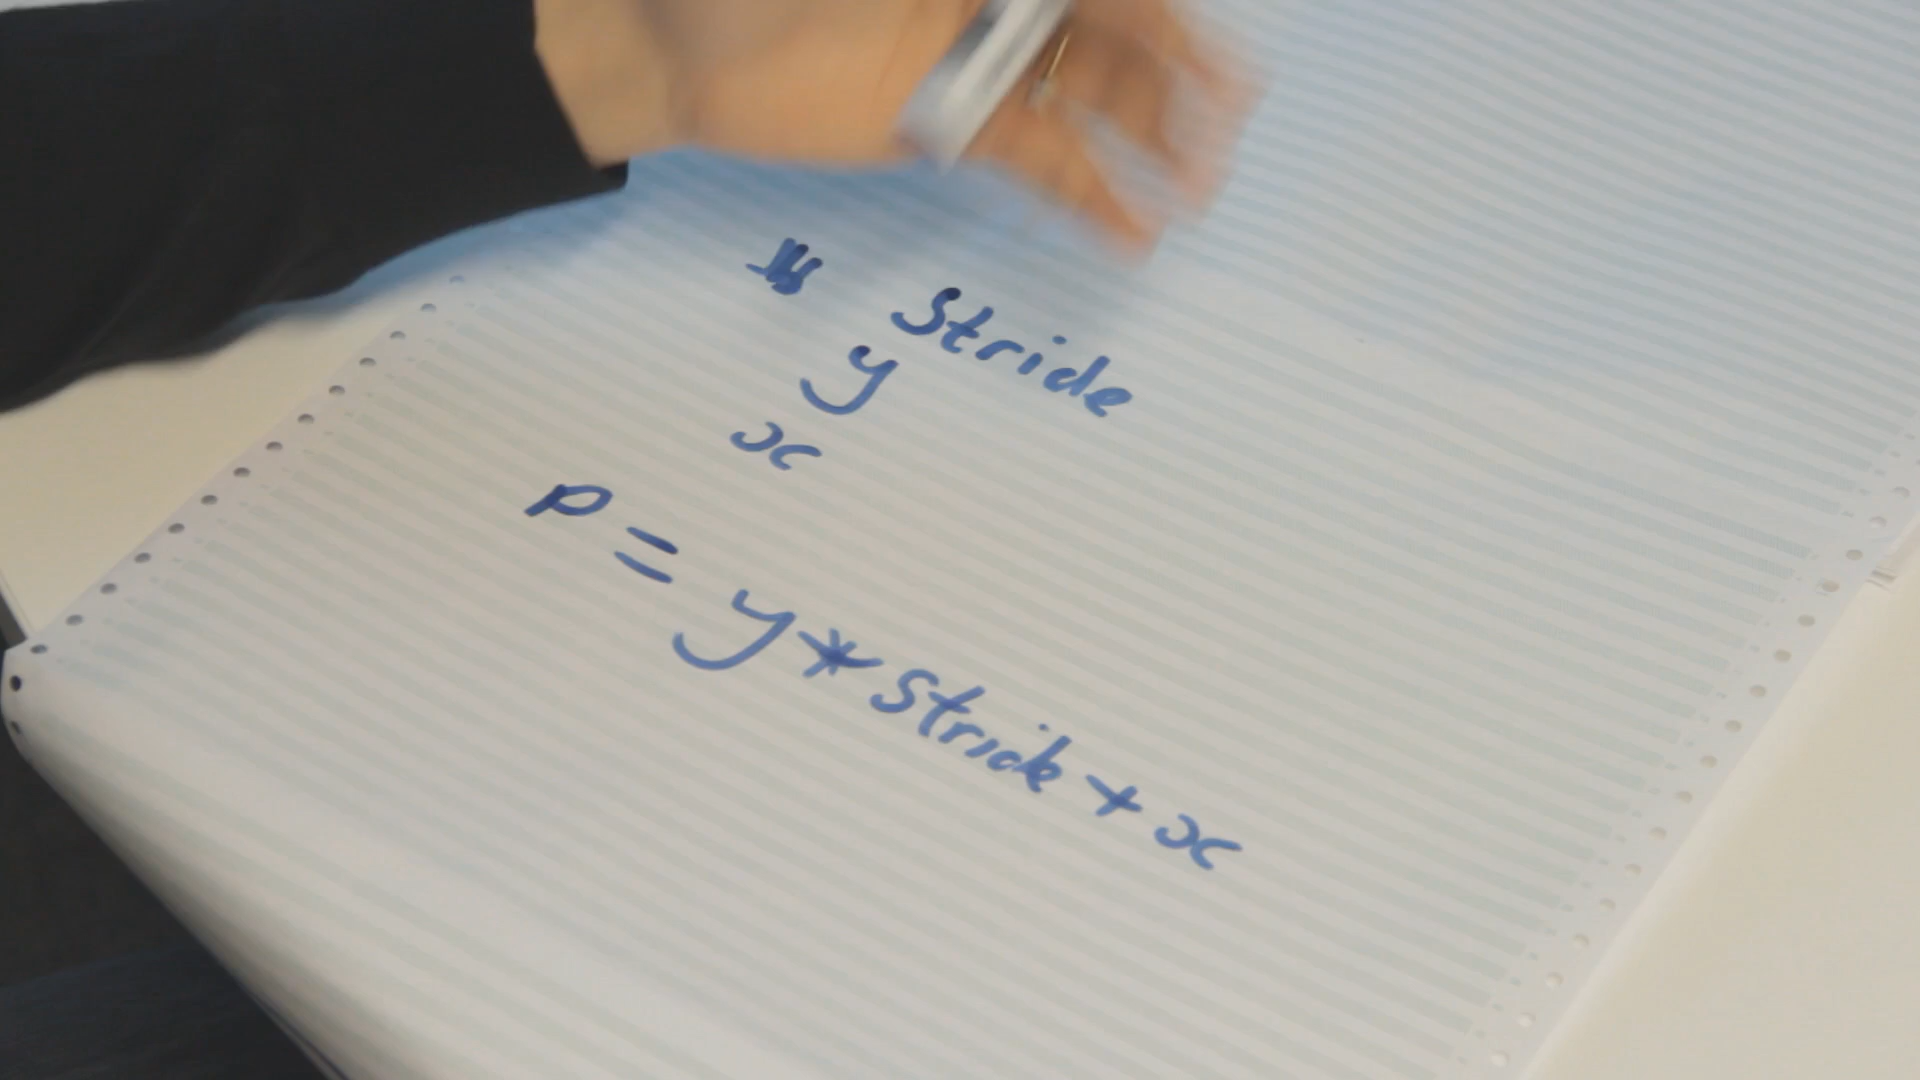 Stride
y
x
p = y * stride + x